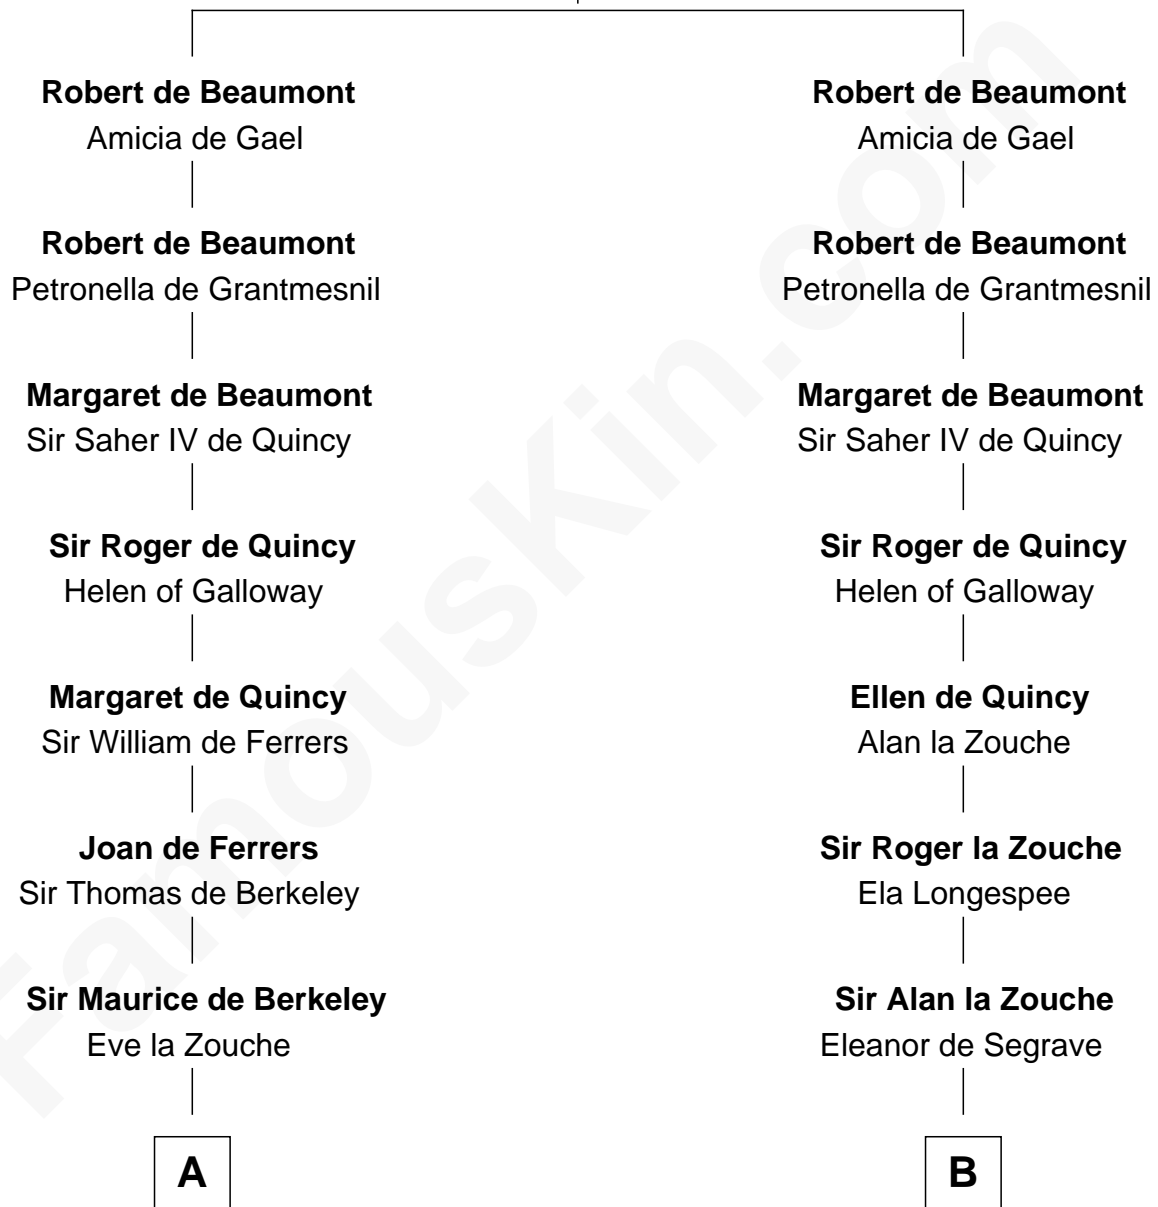 Robert de Beaumont
Amicia de Gael
Robert de Beaumont
Petronella de Grantmesnil
Margaret de Beaumont
Sir Saher IV de Quincy
Sir Roger de Quincy
Helen of Galloway
Margaret de Quincy
Sir William de Ferrers
Joan de Ferrers
Sir Thomas de Berkeley
Sir Maurice de Berkeley
Eve la Zouche
A
Robert de Beaumont
Amicia de Gael
Robert de Beaumont
Petronella de Grantmesnil
Margaret de Beaumont
Sir Saher IV de Quincy
Sir Roger de Quincy
Helen of Galloway
Ellen de Quincy
Alan la Zouche
Sir Roger la Zouche
Ela Longespee
Sir Alan la Zouche
Eleanor de Segrave
B
FamousKin.com